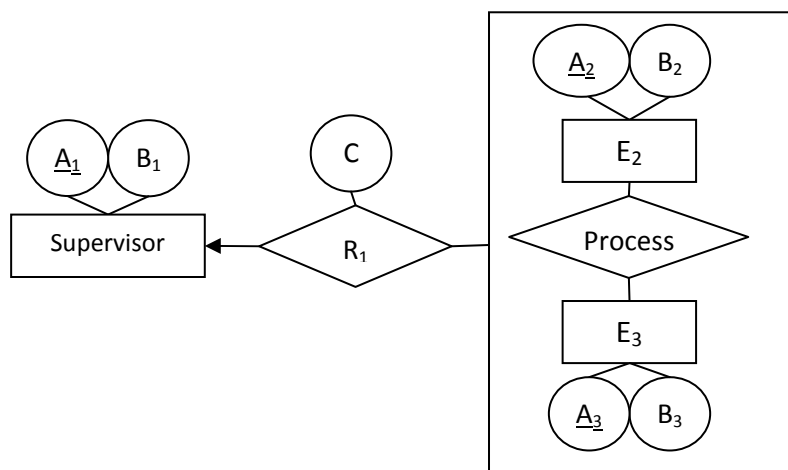 A₂ B₂
E₂
C
A₁ B₁
Supervisor
R₁
Process
E₃
A₃ B₃